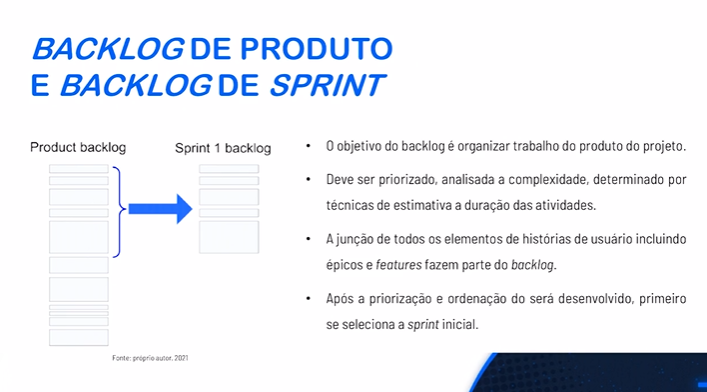 BACKLOG DE PRODUTO
E BACKLOG DE SPRINT
Product backlog
Sprint 1 backlog
• O objetivo do backlog é organizar trabalho do produto do projeto.
• Deve ser priorizado, analisada a complexidade, determinado por
técnicas de estimativa a duração das atividades.
• A junção de todos os elementos de histórias de usuário incluindo
épicos e features fazem parte do backlog.
• Após a priorização e ordenação do será desenvolvido, primeiro
se seleciona a sprint inicial.
Fonte: próprio autor. 2021